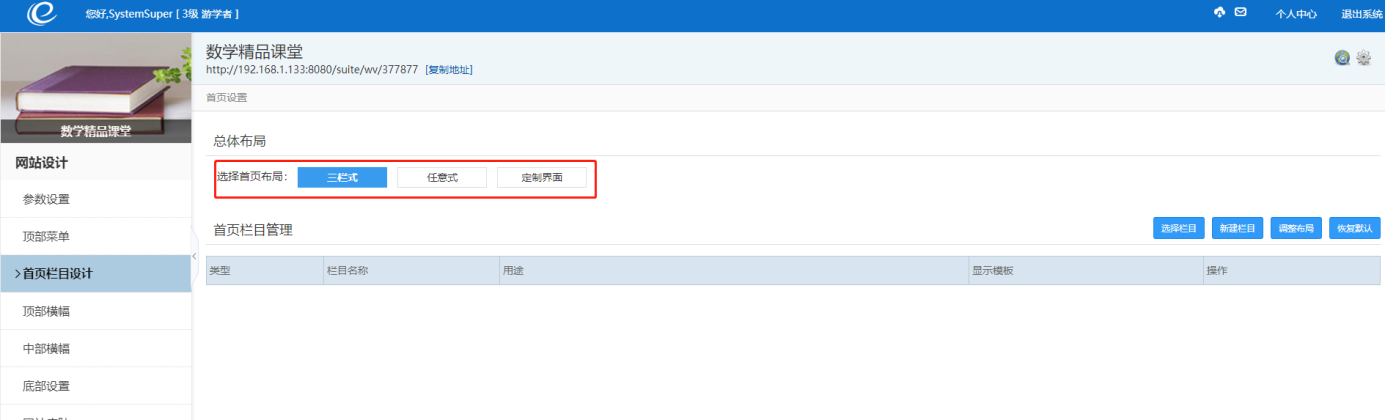 您好,SystemSuper [ 3级 游学者 ]
个人中心
退出系统
数学精品课堂
http://192.168.1.133:8080/suite/wv/377877 [复制地址]
首页设置
数学精品课堂
网站设计
参数设置
顶部菜单
首页栏目设计
顶部横幅
中部横幅
底部设置
总体布局
选择首页布局:
三栏式
任意式
定制界面
首页栏目管理
选择栏目
新建栏目
调整布局
恢复默认
类型
栏目名称
用途
显示模板
操作